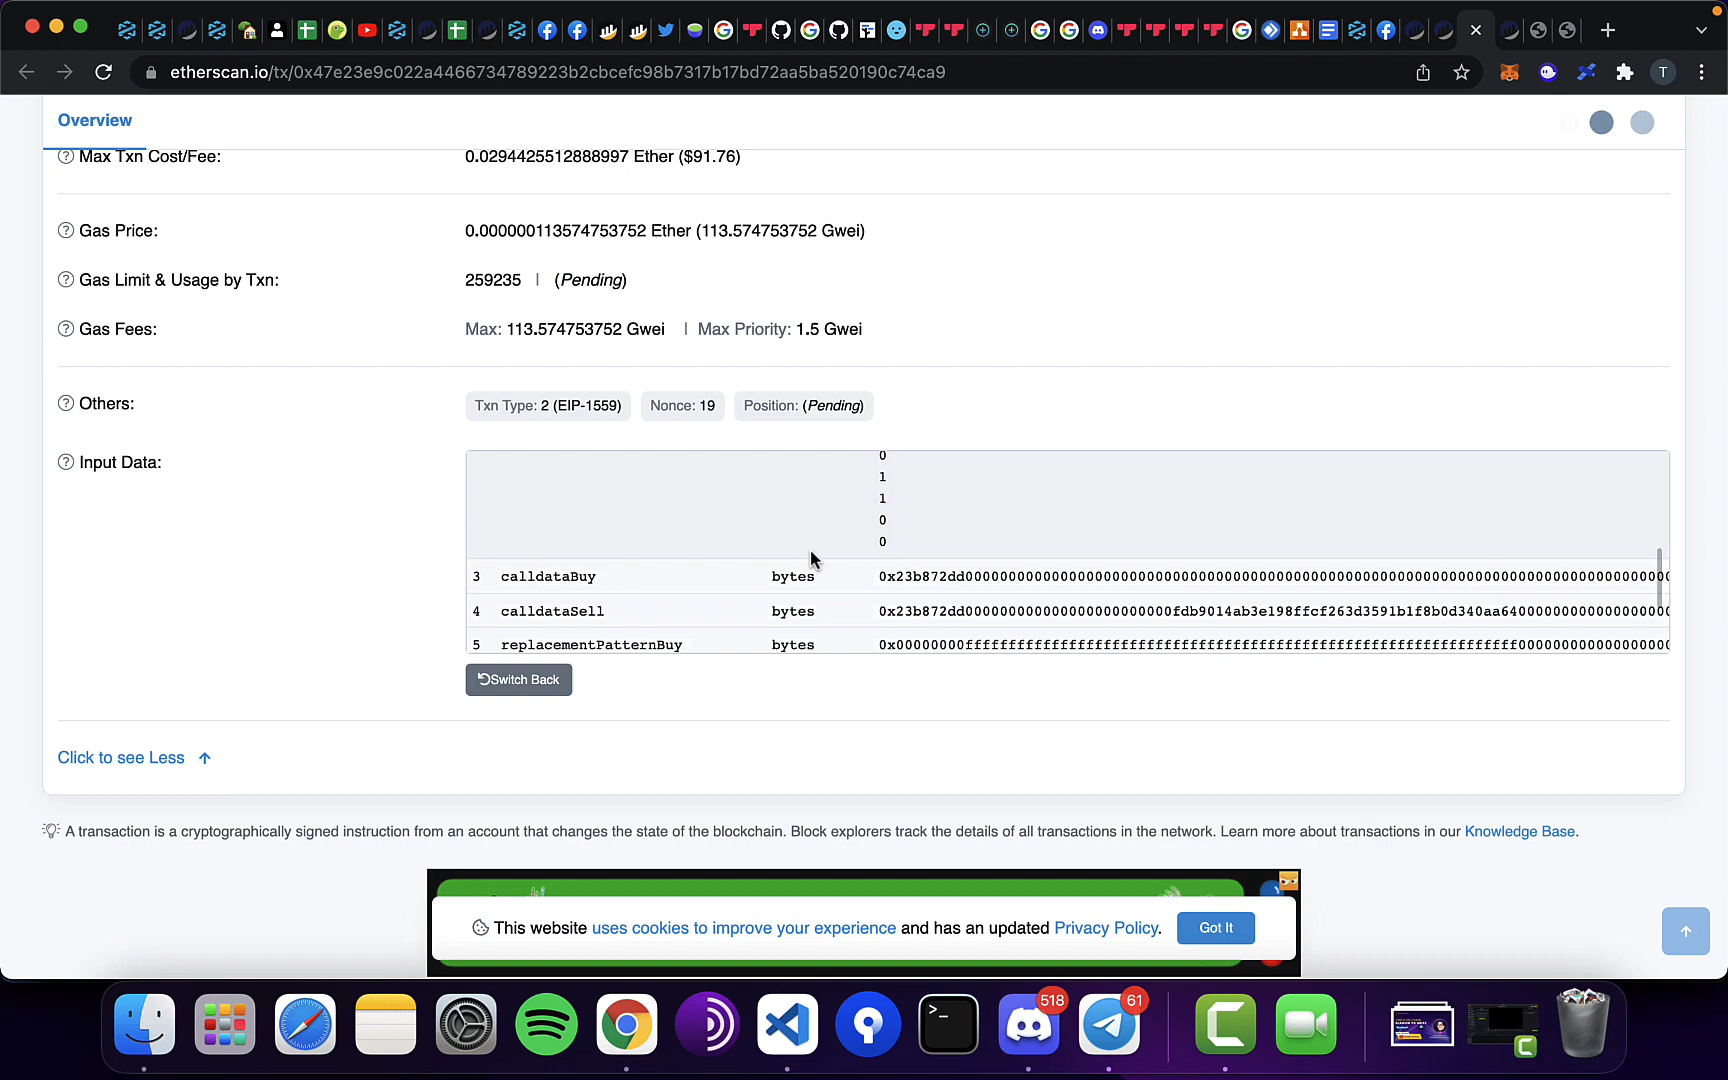 etherscan.io/tx/0x47e23e9c022a4466734789223b2cbcefc98b7317b17bd72aa5ba520190c74ca9
T
Overview
Max Txn Cost/Fee: 0.0294425512888997 Ether ($91.76)
Gas Price: 0.000000113574753752 Ether (113.574753752 Gwei)
Gas Limit & Usage by Txn: 259235 | (Pending)
Gas Fees: Max: 113.574753752 Gwei | Max Priority: 1.5 Gwei
Others: Txn Type: 2 (EIP-1559) Nonce: 19 Position: (Pending)
Input Data:
0
1
1
0
0
3 calldataBuy bytes
4 calldataSell bytes
5 replacementPatternBuy bytes
Switch Back
Click to see Less
A transaction is a cryptographically signed instruction from an account that changes the state of the blockchain. Block explorers track the details of all transactions in the network. Learn more about transactions in our Knowledge Base.
This website uses cookies to improve your experience and has an updated Privacy Policy. Got It
518
61